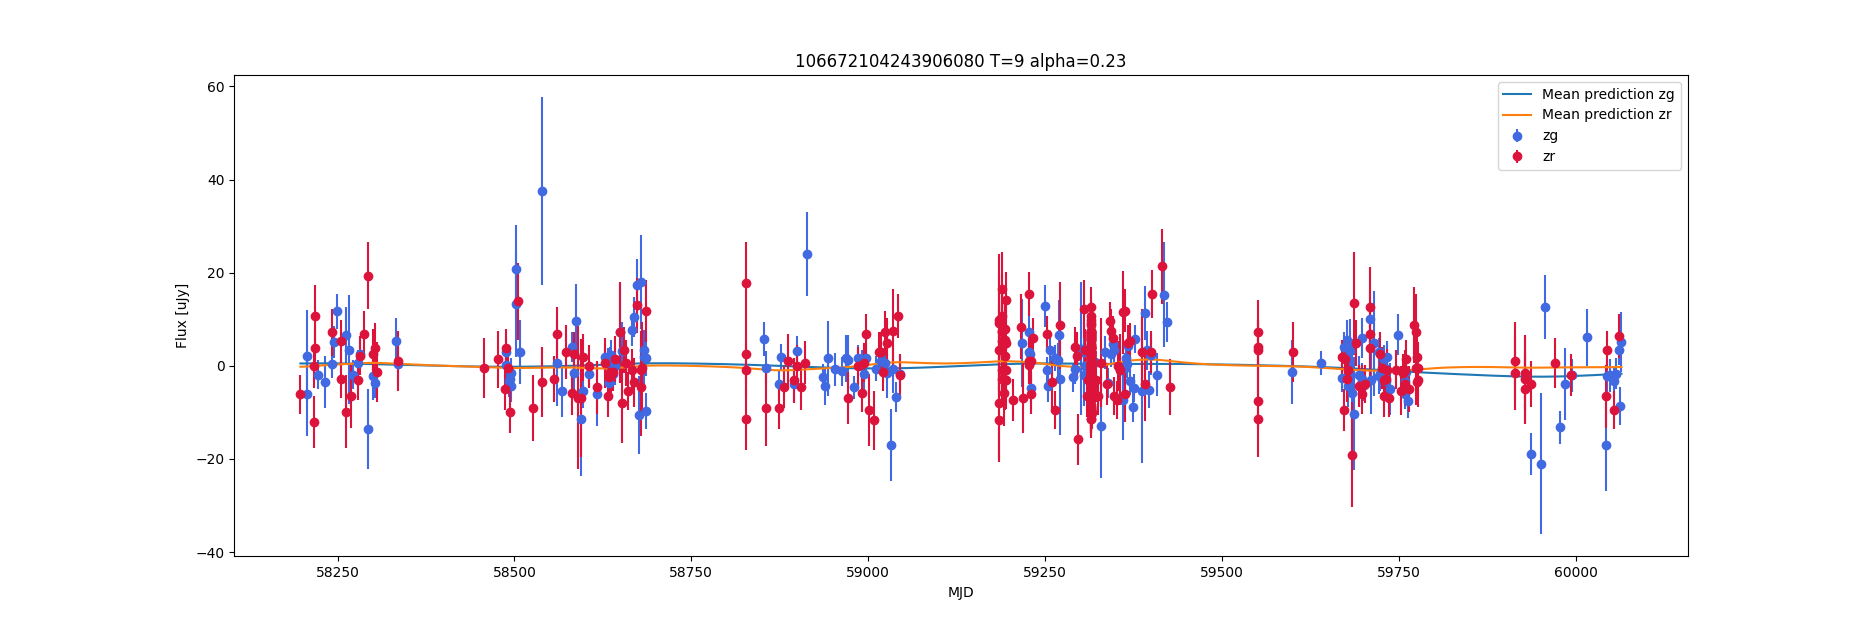 106672104243906080 T=9 alpha=0.23
Flux [uJy]
60
40
20
0
−20
−40
58250 58500 58750 59000 59250 59500 59750 60000
MJD
Mean prediction zg
Mean prediction zr
zg
zr